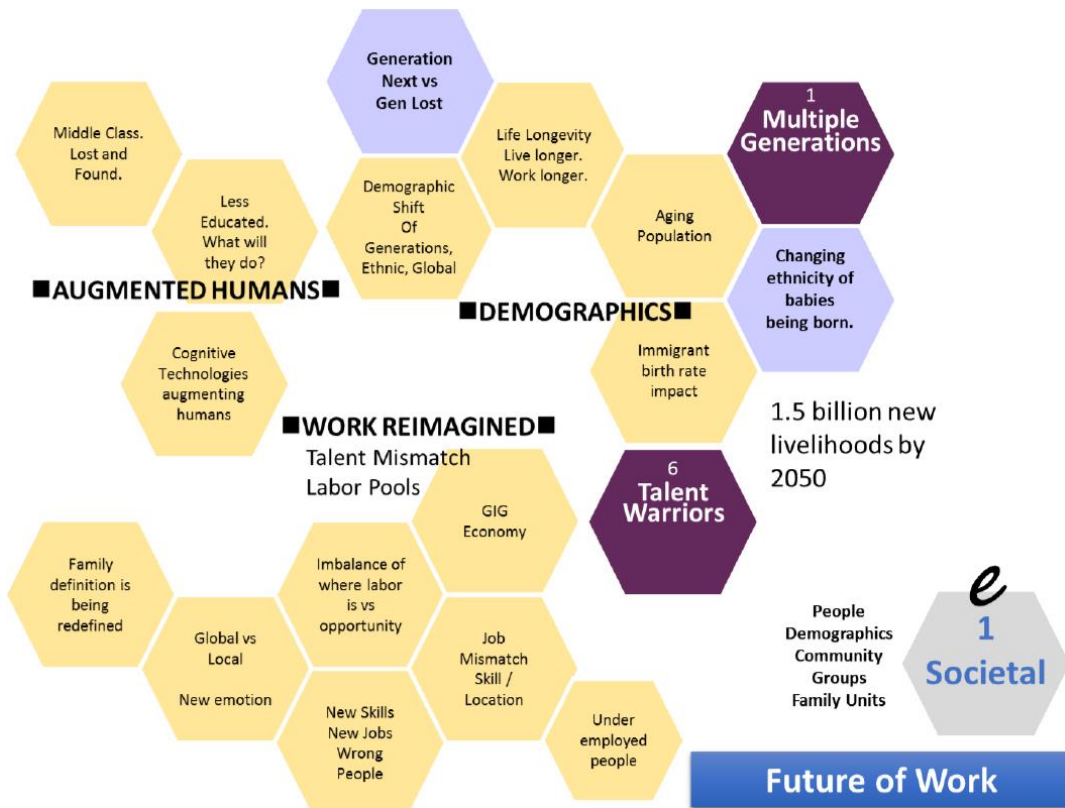 Generation
Next vs
Gen Lost
Middle Class.
Lost and
Found.
Life Longevity
Live longer.
Work longer.
1
Multiple
Generations
Less
Educated.
What will
they do?
Demographic
Shift
Of
Generations,
Ethnic, Global
Aging
Population
Changing
ethnicity of
babies
being born.
■AUGMENTED HUMANS■
■DEMOGRAPHICS■
Cognitive
Technologies
augmenting
humans
Immigrant
birth rate
impact
1.5 billion new
livelihoods by
2050
■WORK REIMAGINED■
Talent Mismatch
Labor Pools
6
Talent
Warriors
GIG
Economy
Family
definition is
being
redefined
Imbalance of
where labor
is vs
opportunity
Global vs
Local
New emotion
Job
Mismatch
Skill /
Location
New Skills
New Jobs
Wrong
People
Under
employed
people
People
Demographics
Community
Groups
Family Units
e
1
Societal
Future of Work